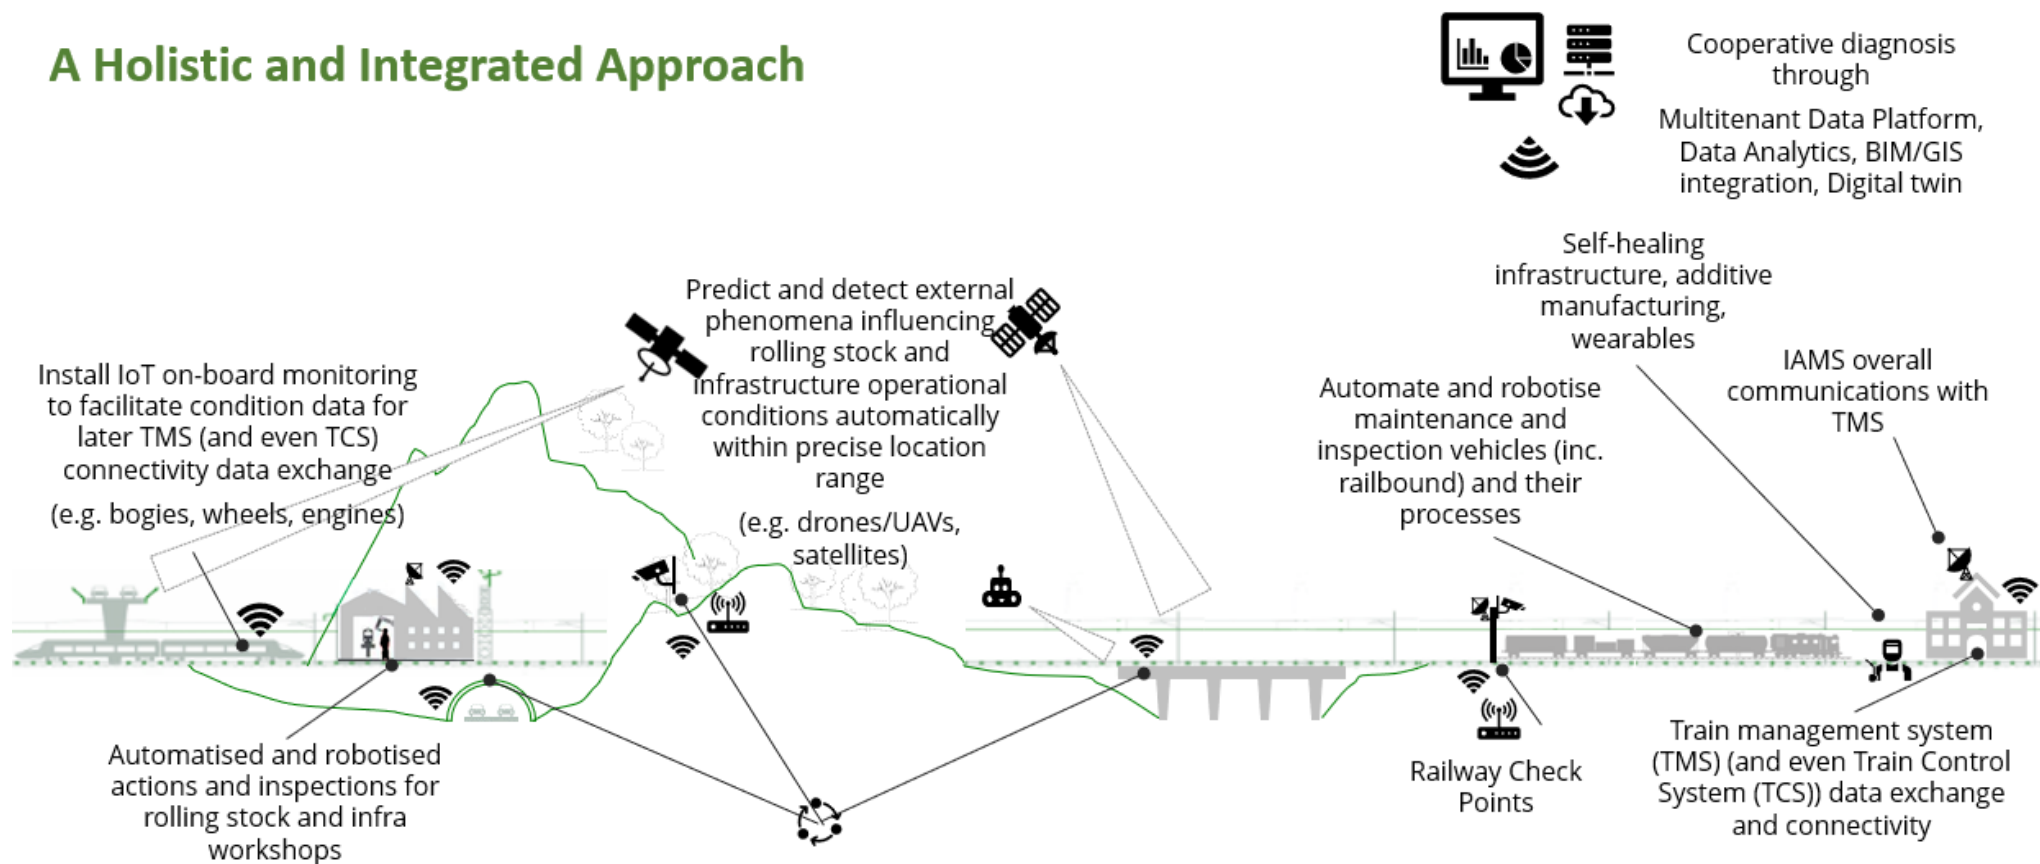 A Holistic and Integrated Approach
Cooperative diagnosis
through
Multitenant Data Platform,
Data Analytics, BIM/GIS
integration, Digital twin
Self-healing
infrastructure, additive
manufacturing,
wearables
IAMS overall
communications with
TMS
Predict and detect external
phenomena influencing
rolling stock and
infrastructure operational
conditions automatically
within precise location
range
(e.g. drones/UAVs,
satellites)
Install IoT on-board monitoring
to facilitate condition data for
later TMS (and even TCS)
connectivity data exchange
(e.g. bogies, wheels, engines)
Automate and robotise
maintenance and
inspection vehicles (inc.
railbound) and their
processes
Automatised and robotised
actions and inspections for
rolling stock and infra
workshops
Railway Check
Points
Train management system
(TMS) (and even Train Control
System (TCS)) data exchange
and connectivity